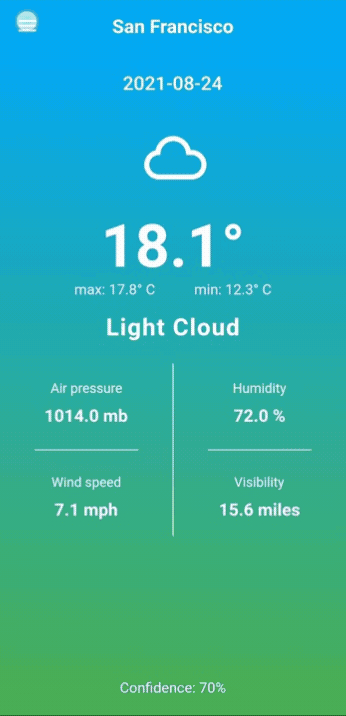 San Francisco
2021-08-24
18.1°
max: 17.8° C min: 12.3° C
Light Cloud
Air pressure Humidity
1014.0 mb 72.0 %
Wind speed Visibility
7.1 mph 15.6 miles
Confidence: 70%